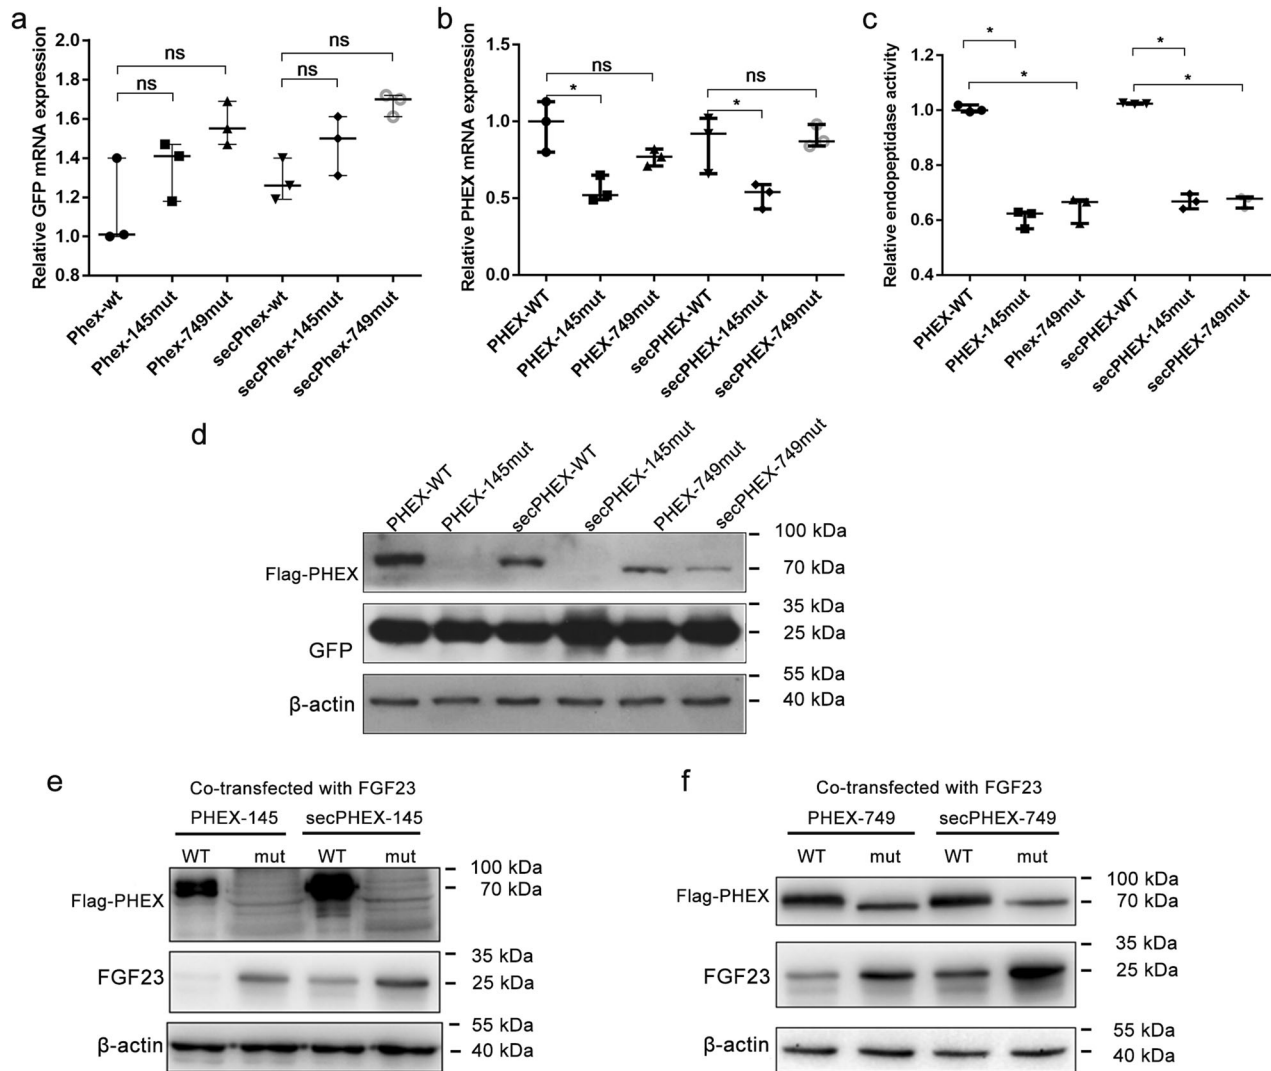 a
Relative GFP mRNA expression
2.0
1.8
1.6
1.4
1.2
1.0
0.8
ns
ns
ns
ns
Phex-wt
Phex-145mut
Phex-749mut
secPhex-wt
secPhex-145mut
secPhex-749mut
b
Relative PHEX mRNA expression
1.5
1.0
0.5
0.0
ns
*
ns
*
PHEX-WT
PHEX-145mut
PHEX-749mut
secPHEX-WT
secPHEX-145mut
secPHEX-749mut
c
Relative endopeptidase activity
1.2
1.0
0.8
0.6
0.4
*
*
*
*
PHEX-WT
PHEX-145mut
Phex-749mut
secPHEX-WT
secPHEX-145mut
secPHEX-749mut
d
PHEX-WT
PHEX-145mut
secPHEX-WT
secPHEX-145mut
PHEX-749mut
secPHEX-749mut
Flag-PHEX
100 kDa
70 kDa
GFP
35 kDa
25 kDa
β-actin
55 kDa
40 kDa
e
Co-transfected with FGF23
PHEX-145 secPHEX-145
WT mut WT mut
Flag-PHEX
100 kDa
70 kDa
FGF23
35 kDa
25 kDa
β-actin
55 kDa
40 kDa
f
Co-transfected with FGF23
PHEX-749 secPHEX-749
WT mut WT mut
Flag-PHEX
100 kDa
70 kDa
FGF23
35 kDa
25 kDa
β-actin
55 kDa
40 kDa